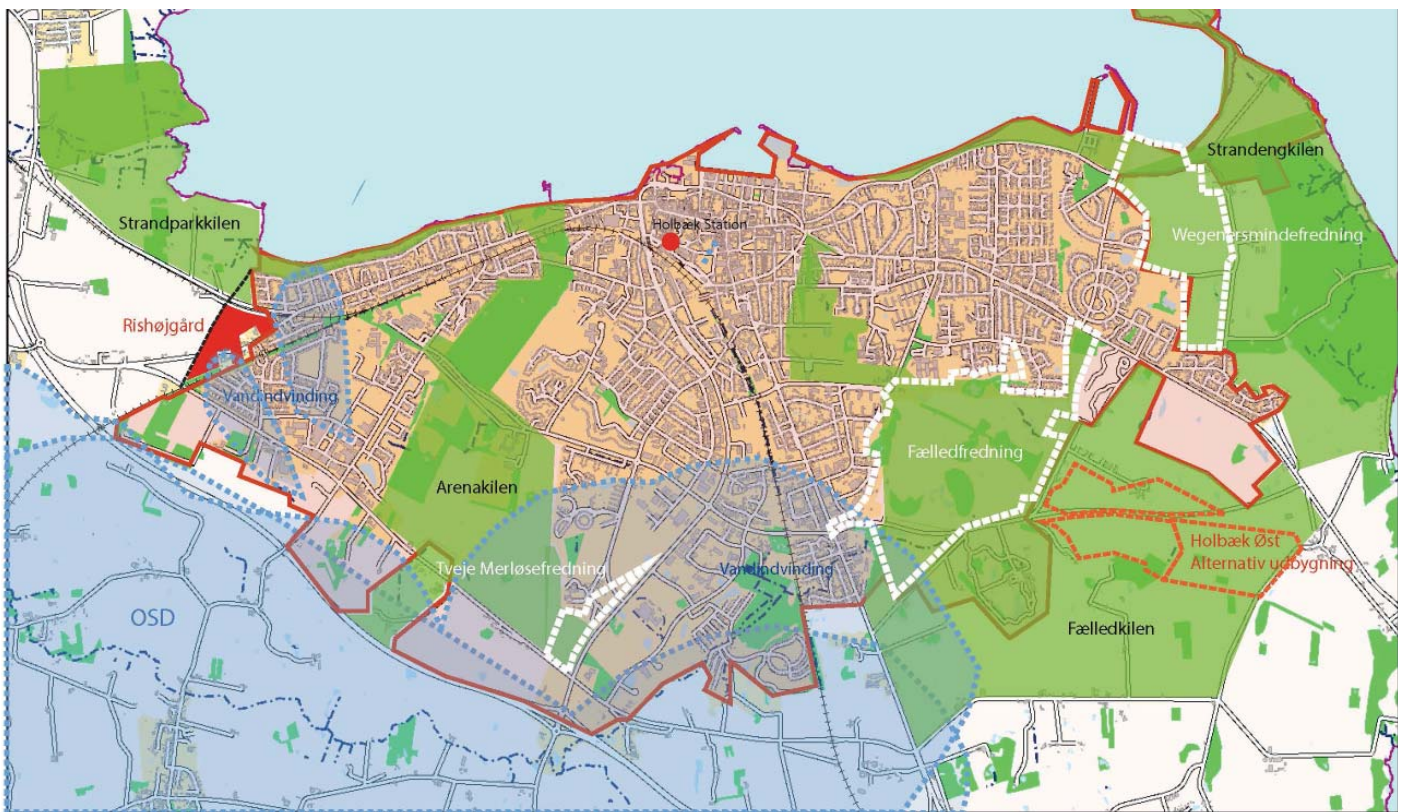 Strandengkilen
Strandparkkilen
Holbæk Station
Wegenersmindefredning
Rishøjgård
Vandindvinding
Arenakilen
Fælledfredning
Tveje Merløsefredning
Vandindvinding
Holbæk Øst
Alternativ udbygning
OSD
Fælledkilen